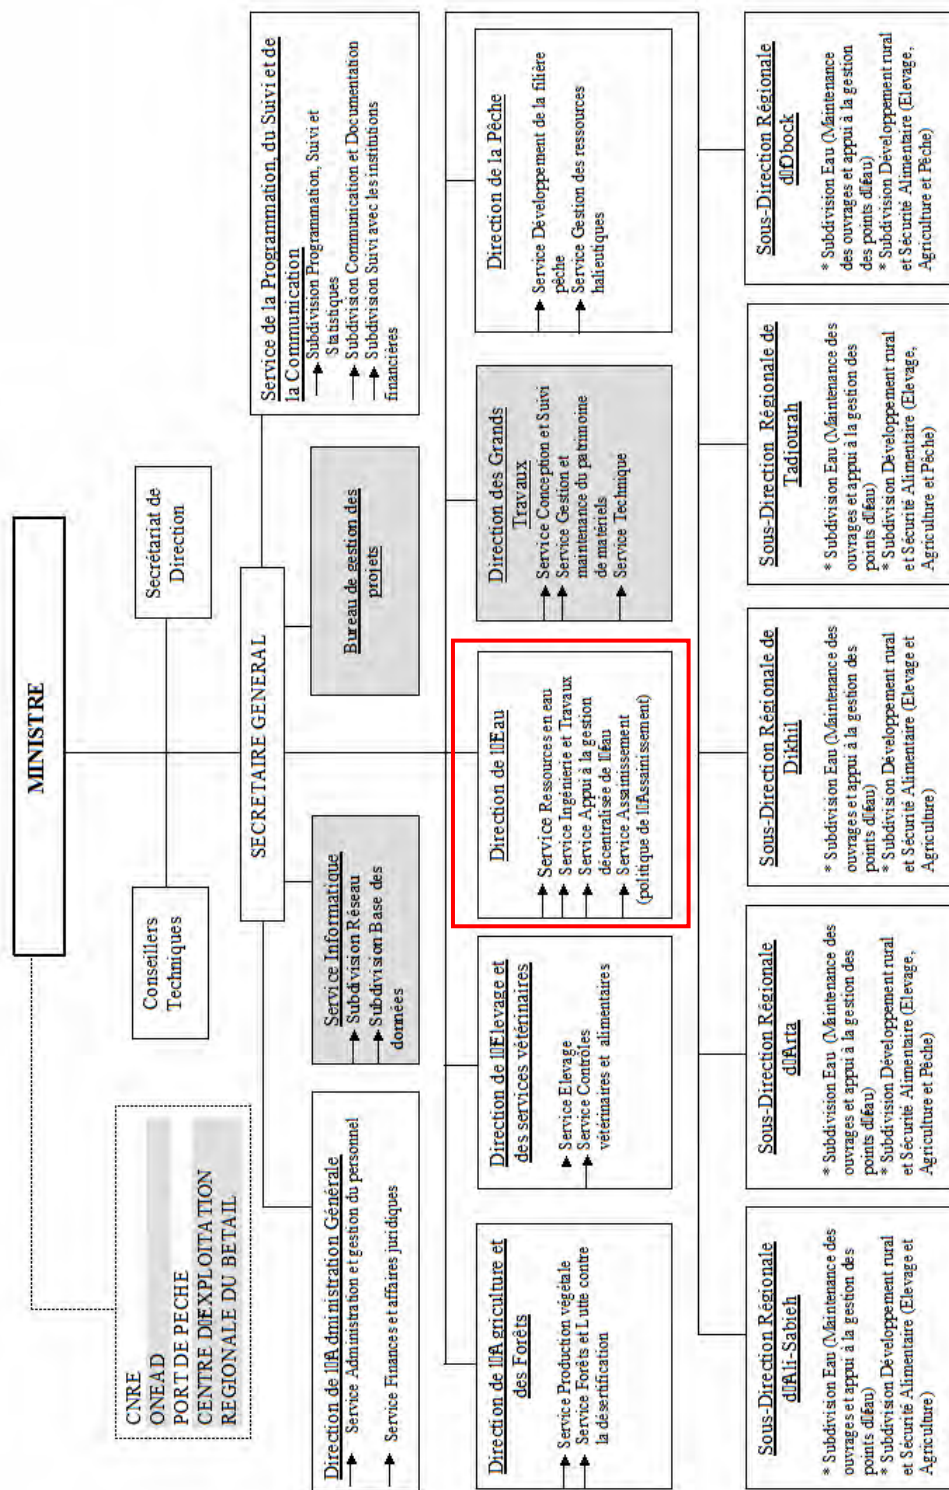 MINISTRE
CNRE
ONEAD
PORT DE PECHE
CENTRE D'EXPLOITATION
REGIONALE DU BETAIL
Conseillers
Techniques
Secrétariat de
Direction
SECRETAIRE GENERAL
Direction de l'Administration Générale
Service Administration et gestion du personnel
Service Finances et affaires juridiques
Service Informatique
Subdivision Réseau
Subdivision Base des
données
Bureau de gestion des
projets
Service de la Programmation, du Suivi et de
la Communication
Subdivision Programmation, Suivi et
Statistiques
Subdivision Communication et Documentation
Subdivision Suivi avec les institutions
financières
Direction de l'Agriculture et
des Forêts
Service Production végétale
Service Forêts et Lutte contre
la désertification
Direction de l'Elevage et
des services vétérinaires
Service Elevage
Service Contrôles
vétérinaires et alimentaires
Direction de l'Eau
Service Ressources en eau
Service Ingénierie et Travaux
Service Appui à la gestion
décentralisée de l'Eau
Service Assainissement
(politique de l'Assainissement)
Direction des Grands
Travaux
Service Conception et Suivi
Service Gestion et
maintenance du patrimoine
de matériels
Service Technique
Direction de la Pêche
Service Développement de la filière
pêche
Service Gestion des ressources
halieutiques
Sous-Direction Régionale
d'Ali-Sabieh
* Subdivision Eau (Maintenance des
ouvrages et appui à la gestion des
points d'eau)
* Subdivision Développement rural
et Sécurité Alimentaire (Elevage et
Agriculture)
Sous-Direction Régionale
d'Arta
* Subdivision Eau (Maintenance des
ouvrages et appui à la gestion des
points d'eau)
* Subdivision Développement rural
et Sécurité Alimentaire (Elevage,
Agriculture et Pêche)
Sous-Direction Régionale de
Dikhil
* Subdivision Eau (Maintenance des
ouvrages et appui à la gestion des
points d'eau)
* Subdivision Développement rural
et Sécurité Alimentaire (Elevage et
Agriculture)
Sous-Direction Régionale de
Tadjourah
* Subdivision Eau (Maintenance des
ouvrages et appui à la gestion des
points d'eau)
* Subdivision Développement rural
et Sécurité Alimentaire (Elevage,
Agriculture et Pêche)
Sous-Direction Régionale
d'Obock
* Subdivision Eau (Maintenance
des ouvrages et appui à la gestion
des points d'eau)
* Subdivision Développement rural
et Sécurité Alimentaire (Elevage,
Agriculture et Pêche)